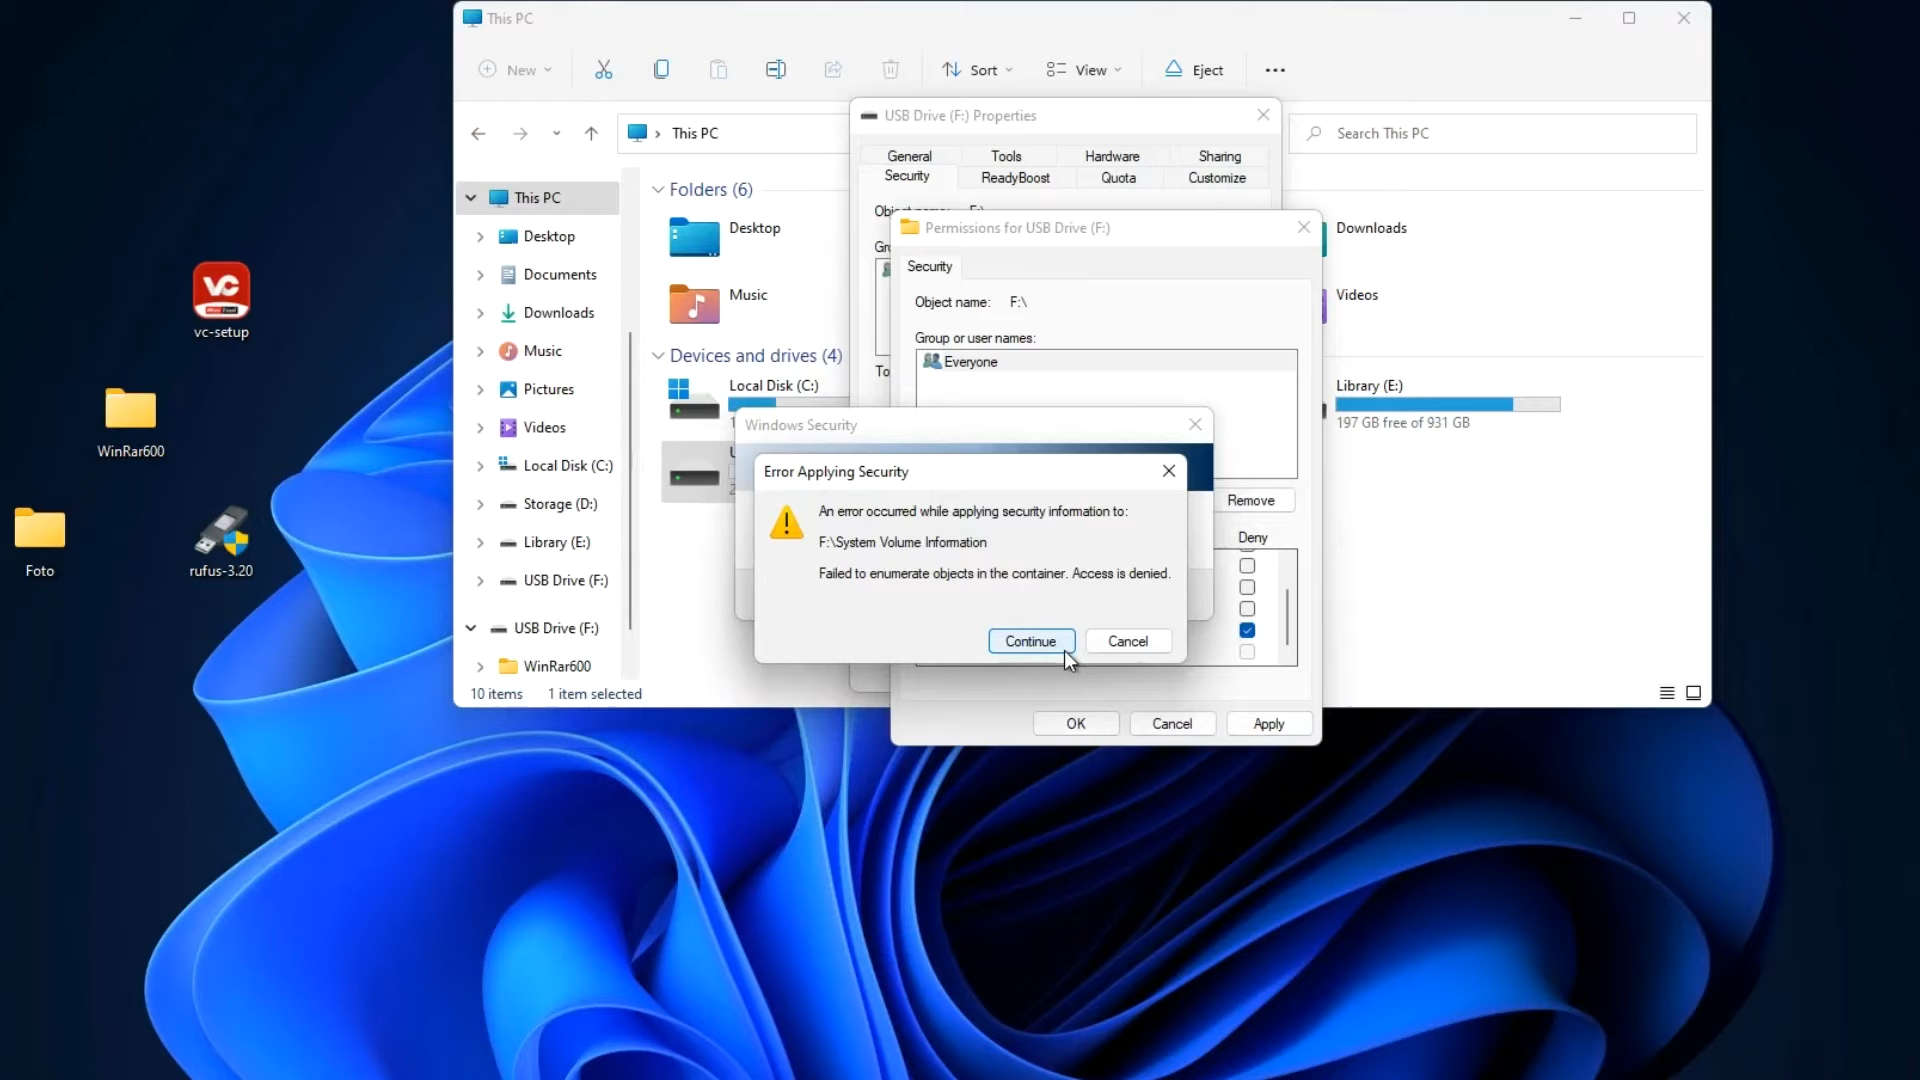 This PC
New
Sort
View
Eject
This PC
Search This PC
USB Drive (F:) Properties
General
Tools
Hardware
Sharing
Security
ReadyBoost
Quota
Customize
This PC
Desktop
Documents
Downloads
Music
Pictures
Videos
Local Disk (C:)
Storage (D:)
Library (E:)
USB Drive (F:)
USB Drive (F:)
WinRar600
10 items
1 item selected
Folders (6)
Desktop
Music
Downloads
Videos
Devices and drives (4)
Local Disk (C:)
Library (E:)
197 GB free of 931 GB
Permissions for USB Drive (F:)
Security
Object name: F:\
Group or user names:
Everyone
Remove
Deny
OK
Cancel
Apply
Windows Security
Error Applying Security
An error occurred while applying security information to:
F:\System Volume Information
Failed to enumerate objects in the container. Access is denied.
Continue
Cancel
VC
vc-setup
WinRar600
Foto
rufus-3.20